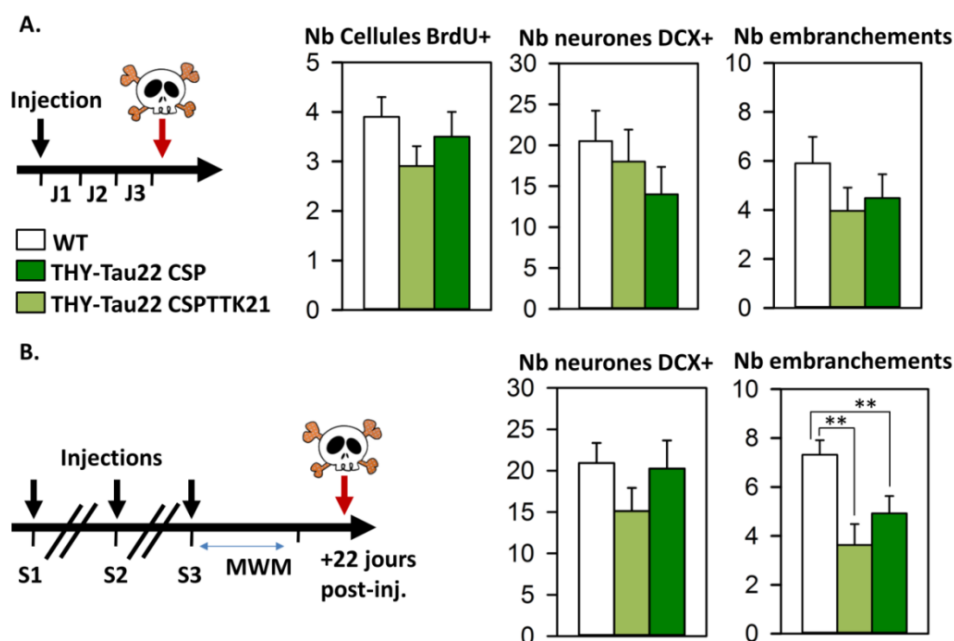 A.
Injection
J1 J2 J3
WT
THY-Tau22 CSP
THY-Tau22 CSPTTK21
Nb Cellules BrdU+
5
4
3
2
1
0
Nb neurones DCX+
30
25
20
15
10
5
0
Nb embranchements
10
8
6
4
2
0
B.
Injections
S1 S2 S3
MWM
+22 jours
post-inj.
Nb neurones DCX+
30
25
20
15
10
5
0
Nb embranchements
10
8
6
4
2
0
**
**